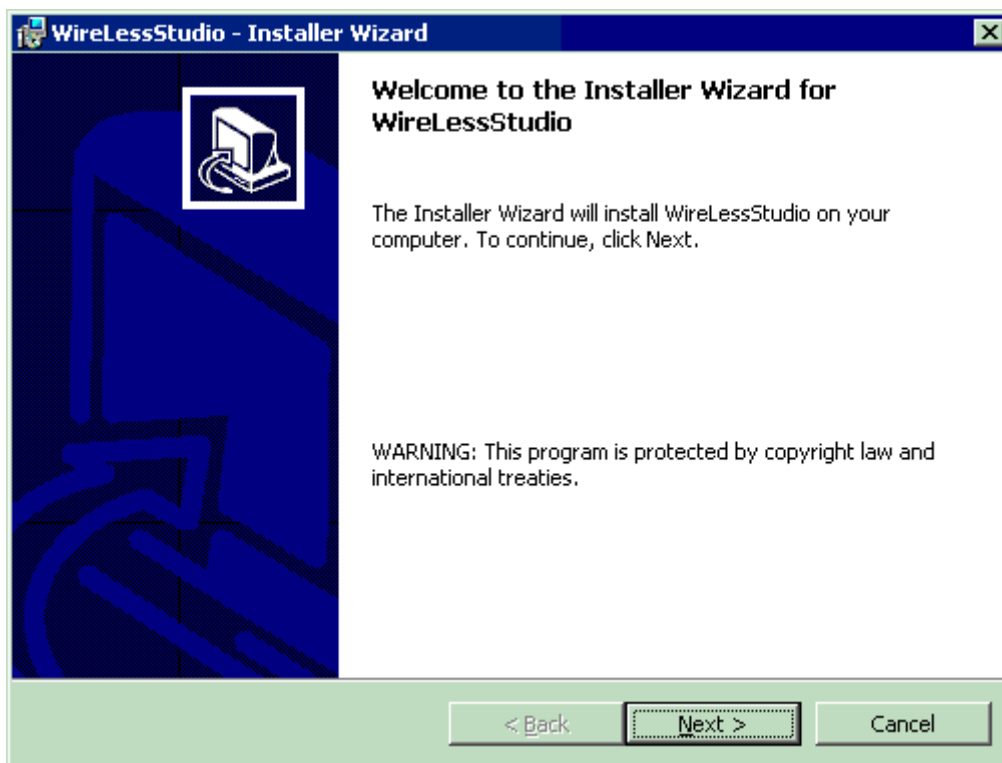 WireLessStudio - Installer Wizard
Welcome to the Installer Wizard for
WireLessStudio
The Installer Wizard will install WireLessStudio on your
computer. To continue, click Next.
WARNING: This program is protected by copyright law and
international treaties.
< Back
Next >
Cancel